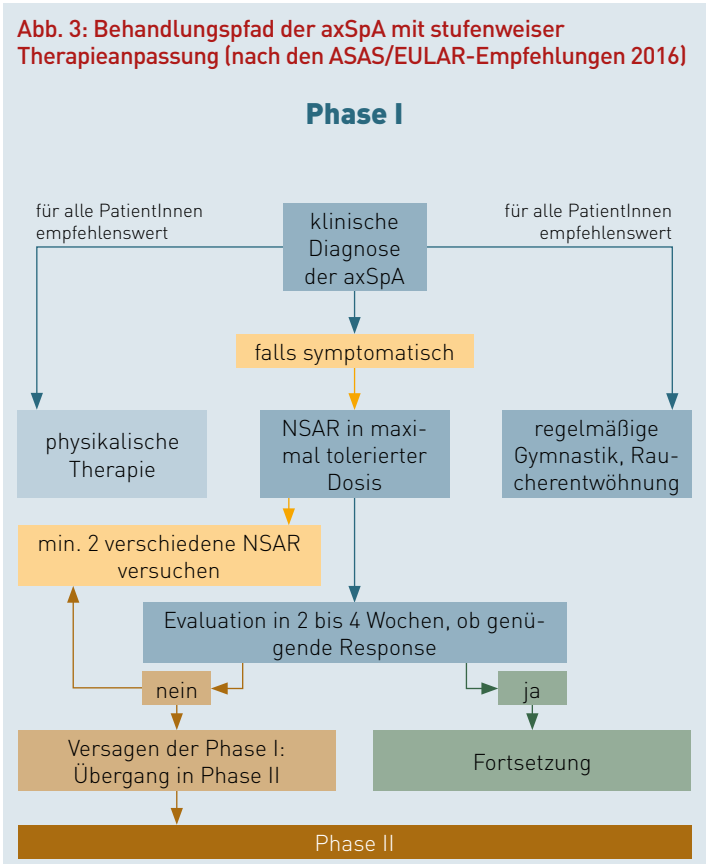 Abb. 3: Behandlungspfad der axSpA mit stufenweiser
Therapieanpassung (nach den ASAS/EULAR-Empfehlungen 2016)
Phase I
für alle PatientInnen
empfehlenswert
klinische
Diagnose
der axSpA
für alle PatientInnen
empfehlenswert
falls symptomatisch
physikalische
Therapie
NSAR in maxi-
mal tolerierter
Dosis
regelmäßige
Gymnastik, Rau-
cherentwöhnung
min. 2 verschiedene NSAR
versuchen
Evaluation in 2 bis 4 Wochen, ob genü-
gende Response
nein
ja
Versagen der Phase I:
Übergang in Phase II
Fortsetzung
Phase II